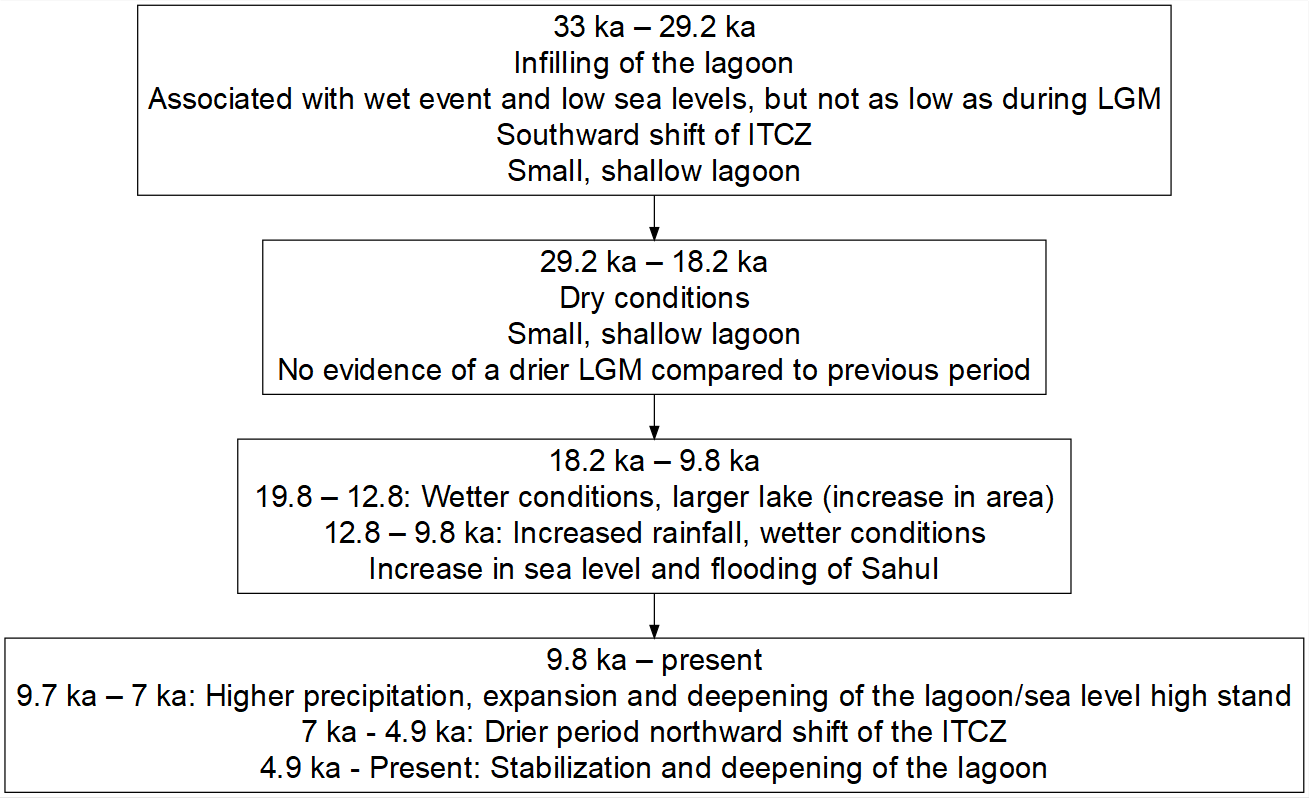 33 ka – 29.2 ka
Infilling of the lagoon
Associated with wet event and low sea levels, but not as low as during LGM
Southward shift of ITCZ
Small, shallow lagoon
29.2 ka – 18.2 ka
Dry conditions
Small, shallow lagoon
No evidence of a drier LGM compared to previous period
18.2 ka – 9.8 ka
19.8 – 12.8: Wetter conditions, larger lake (increase in area)
12.8 – 9.8 ka: Increased rainfall, wetter conditions
Increase in sea level and flooding of Sahul
9.8 ka – present
9.7 ka – 7 ka: Higher precipitation, expansion and deepening of the lagoon/sea level high stand
7 ka - 4.9 ka: Drier period northward shift of the ITCZ
4.9 ka - Present: Stabilization and deepening of the lagoon